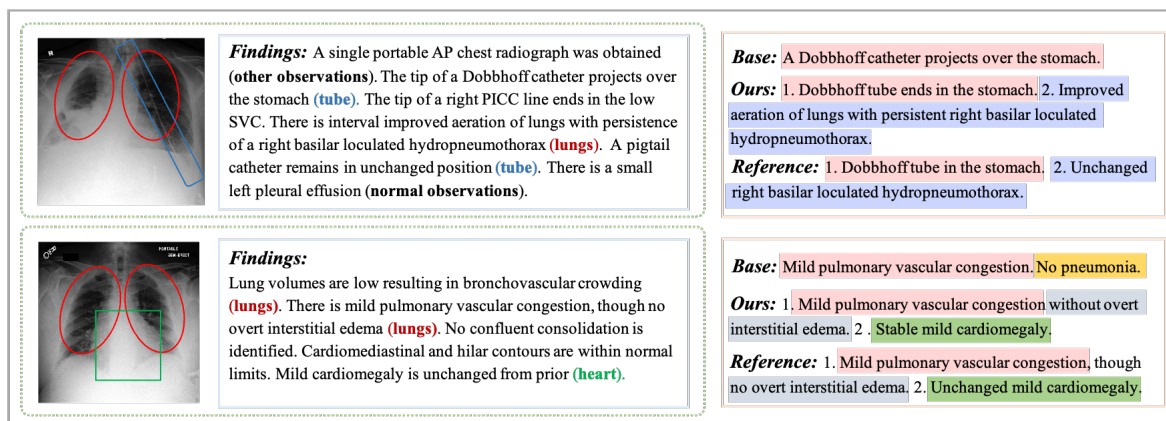 R
Findings: A single portable AP chest radiograph was obtained
(other observations). The tip of a Dobbhoff catheter projects over
the stomach (tube). The tip of a right PICC line ends in the low
SVC. There is interval improved aeration of lungs with persistence
of a right basilar loculated hydropneumothorax (lungs). A pigtail
catheter remains in unchanged position (tube). There is a small
left pleural effusion (normal observations).
Base: A Dobbhoff catheter projects over the stomach.
Ours: 1. Dobbhoff tube ends in the stomach. 2. Improved
aeration of lungs with persistent right basilar loculated
hydropneumothorax.
Reference: 1. Dobbhoff tube in the stomach. 2. Unchanged
right basilar loculated hydropneumothorax.
PORTABLE
SEMI-ERECT
Findings:
Lung volumes are low resulting in bronchovascular crowding
(lungs). There is mild pulmonary vascular congestion, though no
overt interstitial edema (lungs). No confluent consolidation is
identified. Cardiomediastinal and hilar contours are within normal
limits. Mild cardiomegaly is unchanged from prior (heart).
Base: Mild pulmonary vascular congestion. No pneumonia.
Ours: 1. Mild pulmonary vascular congestion without overt
interstitial edema. 2 . Stable mild cardiomegaly.
Reference: 1. Mild pulmonary vascular congestion, though
no overt interstitial edema. 2. Unchanged mild cardiomegaly.